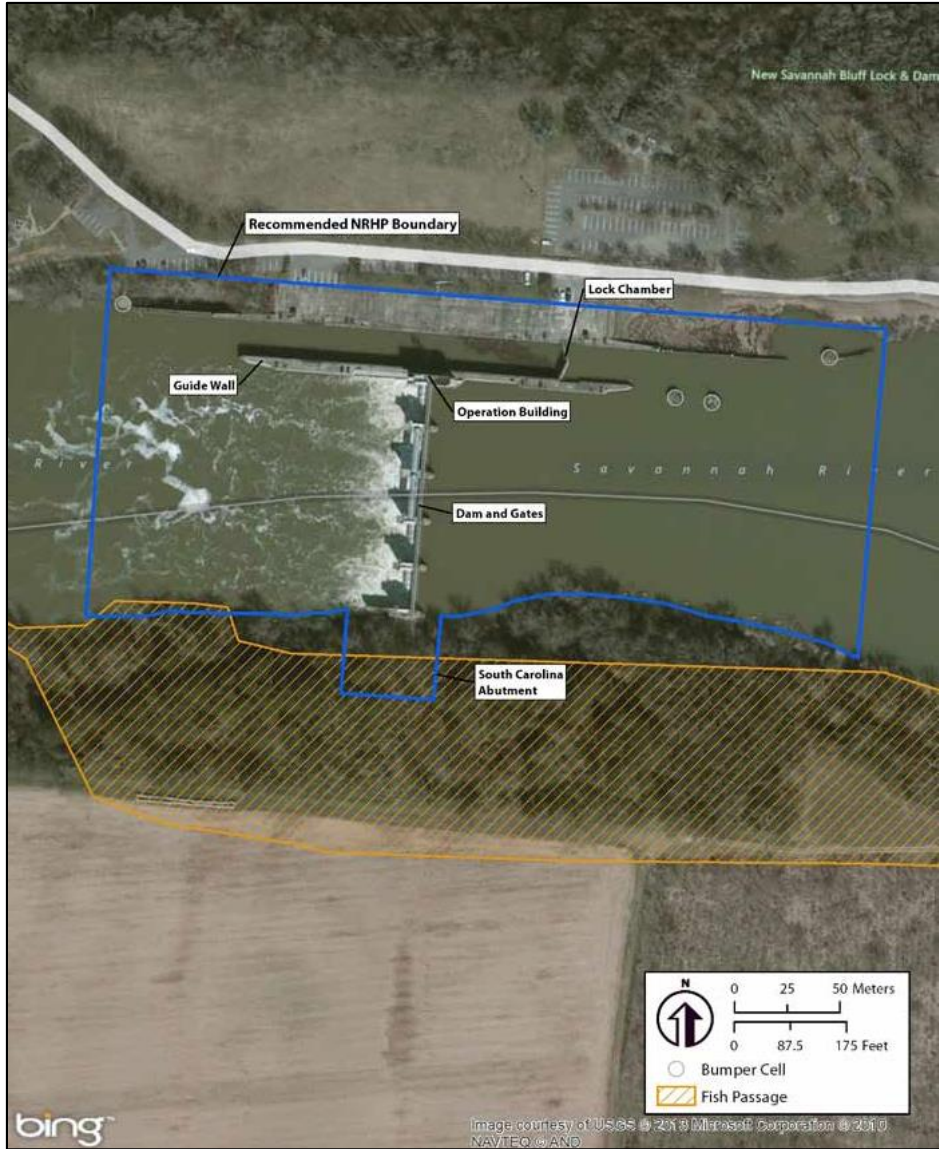 New Savannah Bluff Lock & Dam
Recommended NRHP Boundary
Lock Chamber
Guide Wall
Operation Building
River
Savannah River
Dam and Gates
South Carolina
Abutment
N
0 25 50 Meters
0 87.5 175 Feet
Bumper Cell
Fish Passage
bing™
Image courtesy of USGS © 2010 Microsoft Corporation © 2010
NAVTEQ © AND